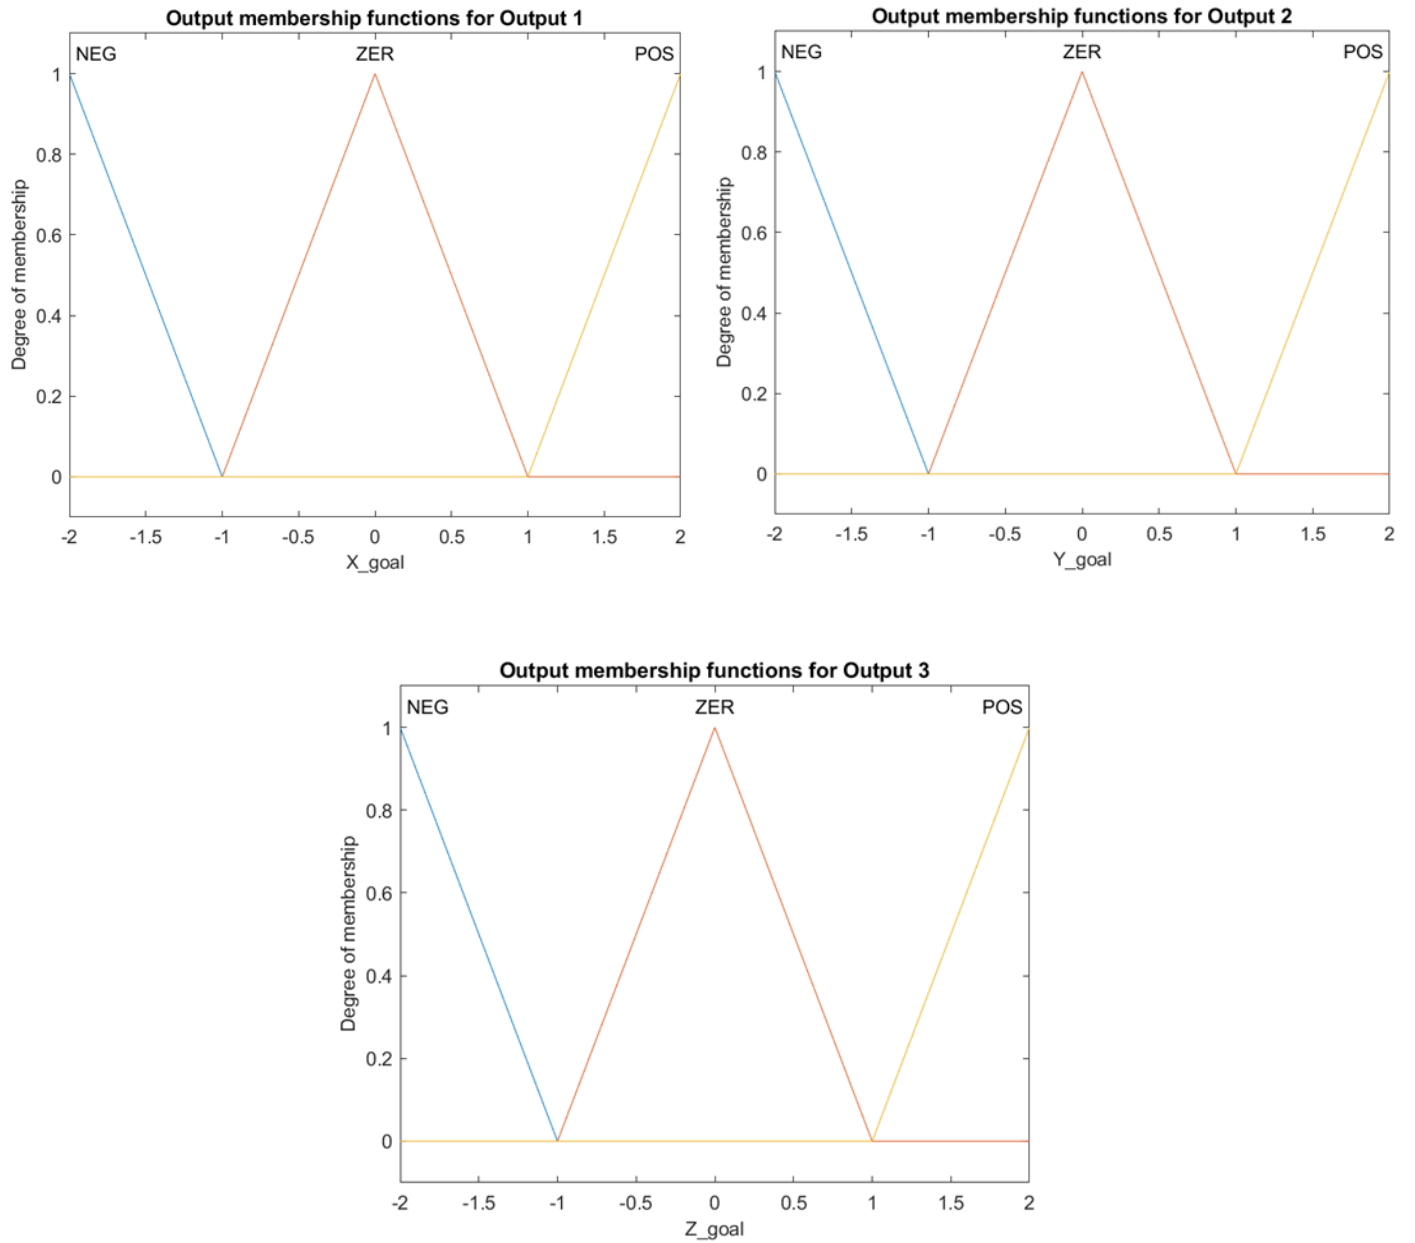 Output membership functions for Output 1
NEG ZER POS
1
0.8
0.6
0.4
0.2
0
Degree of membership
-2 -1.5 -1 -0.5 0 0.5 1 1.5 2
X_goal
Output membership functions for Output 2
NEG ZER POS
1
0.8
0.6
0.4
0.2
0
Degree of membership
-2 -1.5 -1 -0.5 0 0.5 1 1.5 2
Y_goal
Output membership functions for Output 3
NEG ZER POS
1
0.8
0.6
0.4
0.2
0
Degree of membership
-2 -1.5 -1 -0.5 0 0.5 1 1.5 2
Z_goal